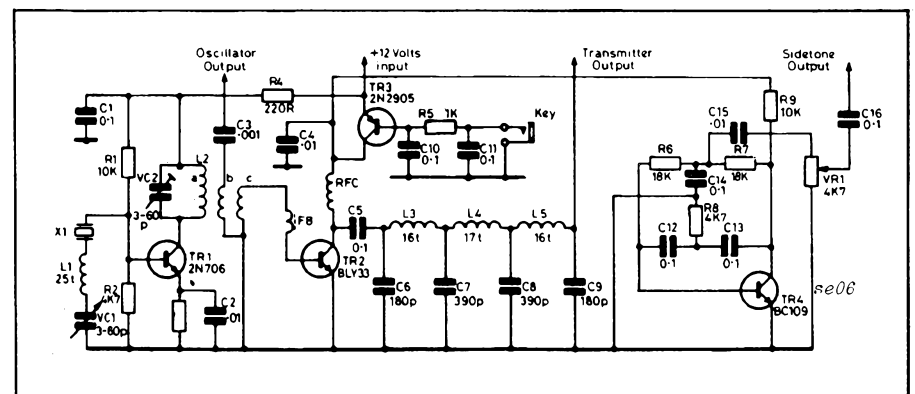 Oscillator
Output
+12 Volts
input
Transmitter
Output
Sidetone
Output
R4
220R
TR3
2N2905
C1
0·1
C3
·001
C4
·01
R5 1K
Key
C10
0·1
C11
0·1
R9
10K
C15
·01
C16
0·1
R1
10K
L2
VC2
a
b
c
3-60
p
R6
18K
R7
18K
C14
0·1
VR1
4K7
RFC
FB
C5
0·1
L3
16t
L4
17t
L5
16t
R8
4K7
C12
0·1
C13
0·1
X1
L1
25t
TR1
2N706
TR2
BLY33
R2
4K7
VC1
3-60p
C2
·01
C6
180p
C7
390p
C8
390p
C9
180p
TR4
BC109
se06